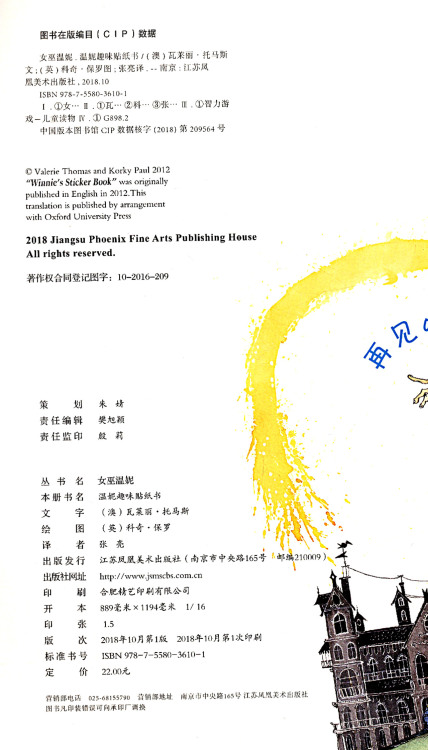 图书在版编目(CIP)数据
女巫温妮.温妮趣味贴纸书/(澳)瓦莱丽·托马斯
文;(英)科奇·保罗图;张亮译.--南京:江苏凤
凰美术出版社,2018.10
ISBN 978-7-5580-3610-1
Ⅰ.①女… Ⅱ.①瓦…②科…③张… Ⅲ.①智力游
戏-儿童读物 Ⅳ.①G898.2
中国版本图书馆CIP数据核字(2018)第209564号
© Valerie Thomas and Korky Paul 2012
"Winnie's Sticker Book" was originally
published in English in 2012.This
translation is published by arrangement
with Oxford University Press
2018 Jiangsu Phoenix Fine Arts Publishing House
All rights reserved.
著作权合同登记图字:10-2016-209
再见
策 划 朱 婧
责任编辑 樊旭颖
责任监印 殷 莉
丛书名 女巫温妮
本册书名 温妮趣味贴纸书
文 字 (澳)瓦莱丽·托马斯
绘 图 (英)科奇·保罗
译 者 张 亮
出版发行 江苏凤凰美术出版社(南京市中央路165号 邮编210009)
出版社网址 http://www.jsmscbs.com.cn
印 刷 合肥精艺印刷有限公司
开 本 889毫米×1194毫米 1/16
印 张 1.5
版 次 2018年10月第1版 2018年10月第1次印刷
标准书号 ISBN 978-7-5580-3610-1
定 价 22.00元
营销部电话 025-68155790 营销部地址 南京市中央路165号江苏凤凰美术出版社
图书凡印装错误可向承印厂调换